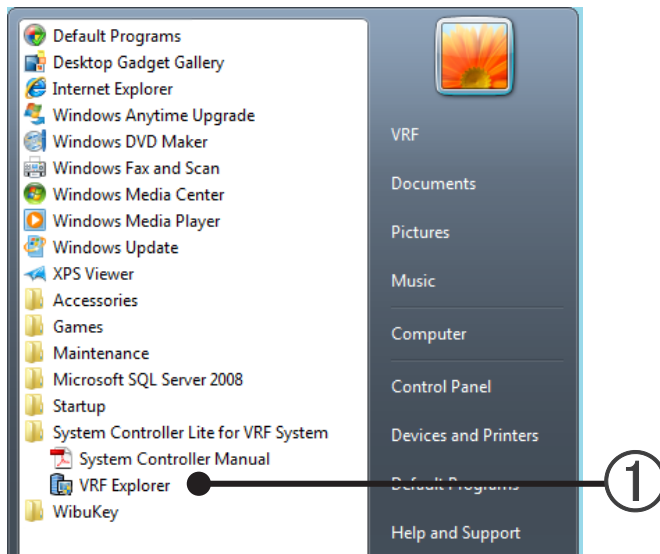 Default Programs
Desktop Gadget Gallery
Internet Explorer
Windows Anytime Upgrade
Windows DVD Maker
Windows Fax and Scan
Windows Media Center
Windows Media Player
Windows Update
XPS Viewer
Accessories
Games
Maintenance
Microsoft SQL Server 2008
Startup
System Controller Lite for VRF System
System Controller Manual
VRF Explorer
WibuKey
VRF
Documents
Pictures
Music
Computer
Control Panel
Devices and Printers
Default Programs
Help and Support
①